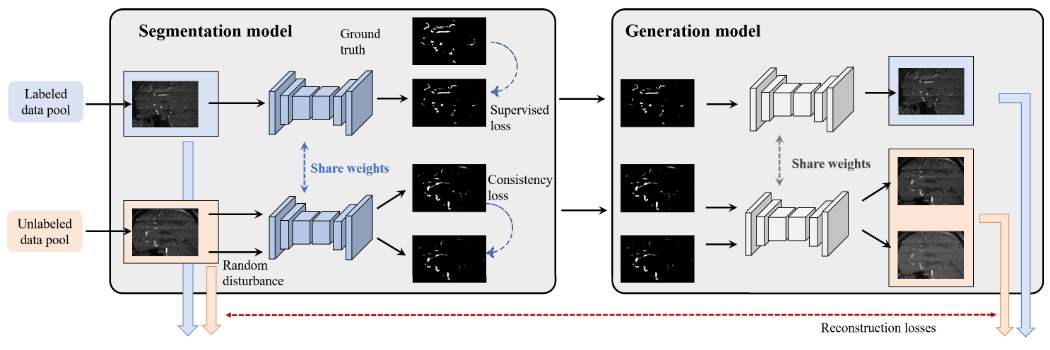 Segmentation model
Generation model
Ground
truth
Labeled
data pool
Supervised
loss
Share weights
Share weights
Consistency
loss
Unlabeled
data pool
Random
disturbance
Reconstruction losses